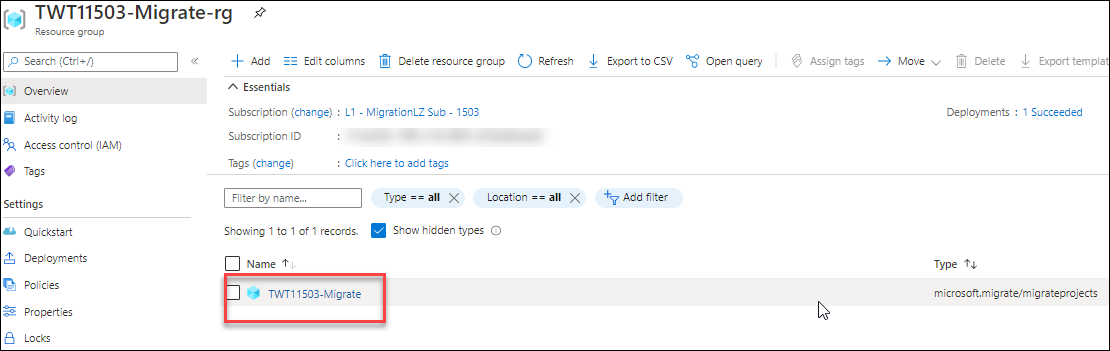 TWT11503-Migrate-rg
Resource group
Search (Ctrl+/) «
Overview
Activity log
Access control (IAM)
Tags
Settings
Quickstart
Deployments
Policies
Properties
Locks
Add Edit columns Delete resource group Refresh Export to CSV Open query Assign tags Move Delete Export templat
Essentials
Subscription (change) : L1 - MigrationLZ Sub - 1503 Deployments : 1 Succeeded
Subscription ID :
Tags (change) : Click here to add tags
Filter by name... Type == all Location == all Add filter
Showing 1 to 1 of 1 records. Show hidden types
Name Type
TWT11503-Migrate microsoft.migrate/migrateprojects